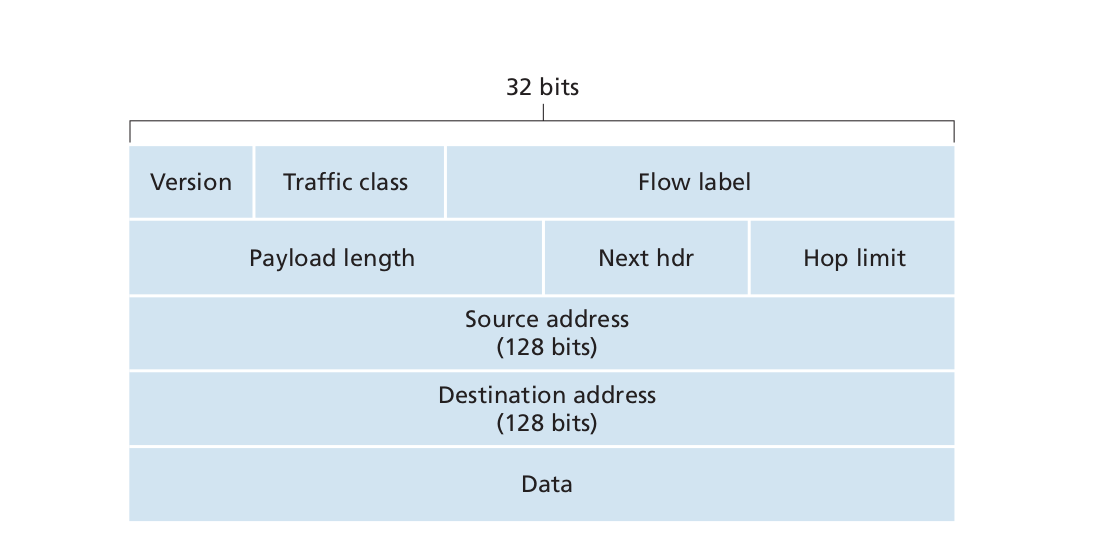 32 bits
Version Traffic class Flow label
Payload length Next hdr Hop limit
Source address
(128 bits)
Destination address
(128 bits)
Data